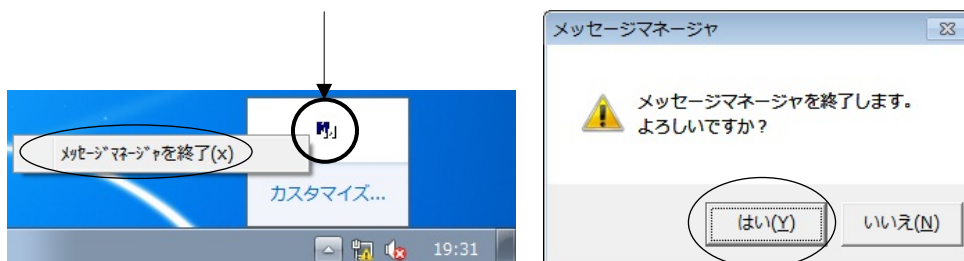 ﾒｯｾｰｼﾞﾏﾈｰｼﾞｬを終了(x)
カスタマイズ...
19:31
メッセージマネージャ
メッセージマネージャを終了します。
よろしいですか？
はい(Y)
いいえ(N)